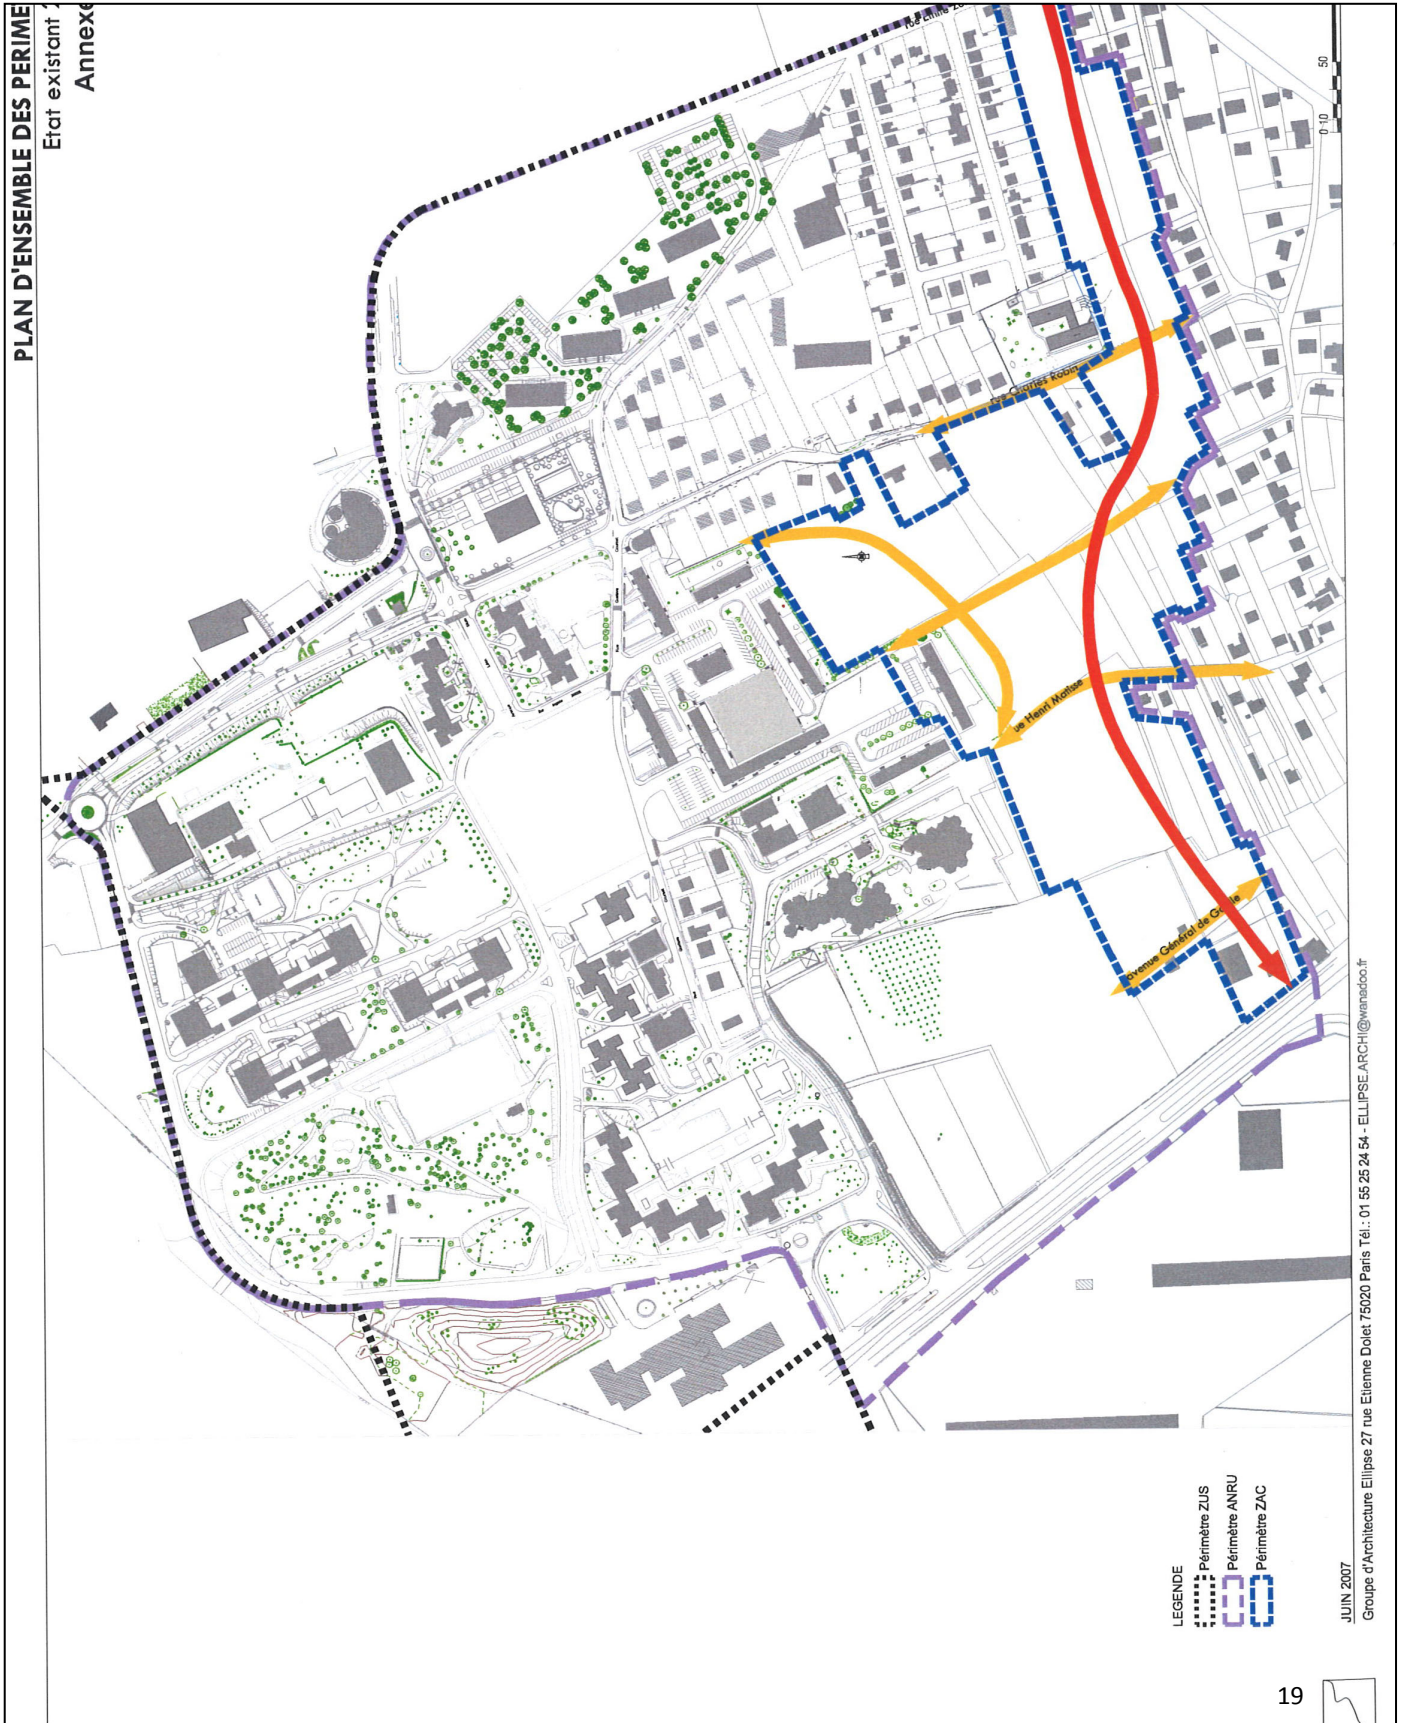 PLAN D'ENSEMBLE DES PERIME
Etat existant
Annexe
rue Charles Robin
rue Henri Matisse
avenue Général de Gaulle
0 10 50
LEGENDE
Périmètre ZUS
Périmètre ANRU
Périmètre ZAC
JUIN 2007
Groupe d'Architecture Ellipse 27 rue Etienne Dolet 75020 Paris Tél.: 01 55 25 24 54 - ELLIPSE.ARCHI@wanadoo.fr
19